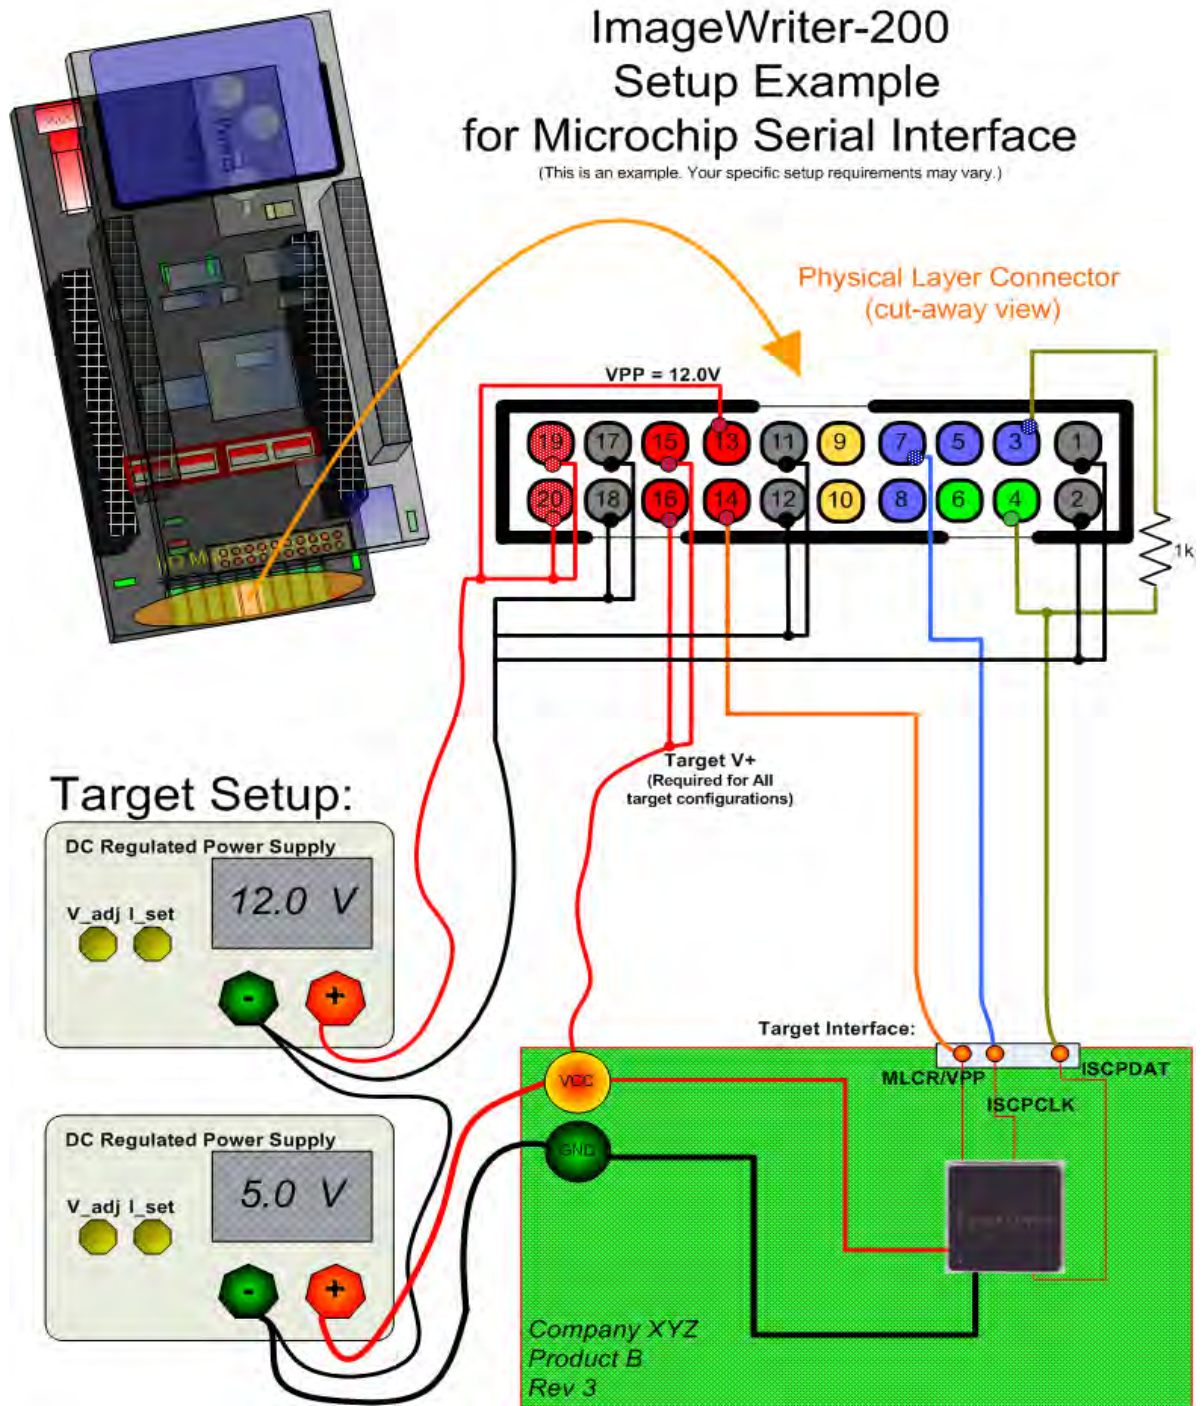 ImageWriter-200
Setup Example
for Microchip Serial Interface
(This is an example. Your specific setup requirements may vary.)
Physical Layer Connector
(cut-away view)
VPP = 12.0V
19 17 15 13 11 9 7 5 3 1
20 18 16 14 12 10 8 6 4 2
1k
Target V+
(Required for All
target configurations)
Target Setup:
DC Regulated Power Supply
12.0 V
V_adj I_set
- +
Target Interface:
MLCR/VPP
ISCPCLK
ISCPDAT
VCC
GND
DC Regulated Power Supply
5.0 V
V_adj I_set
- +
Company XYZ
Product B
Rev 3